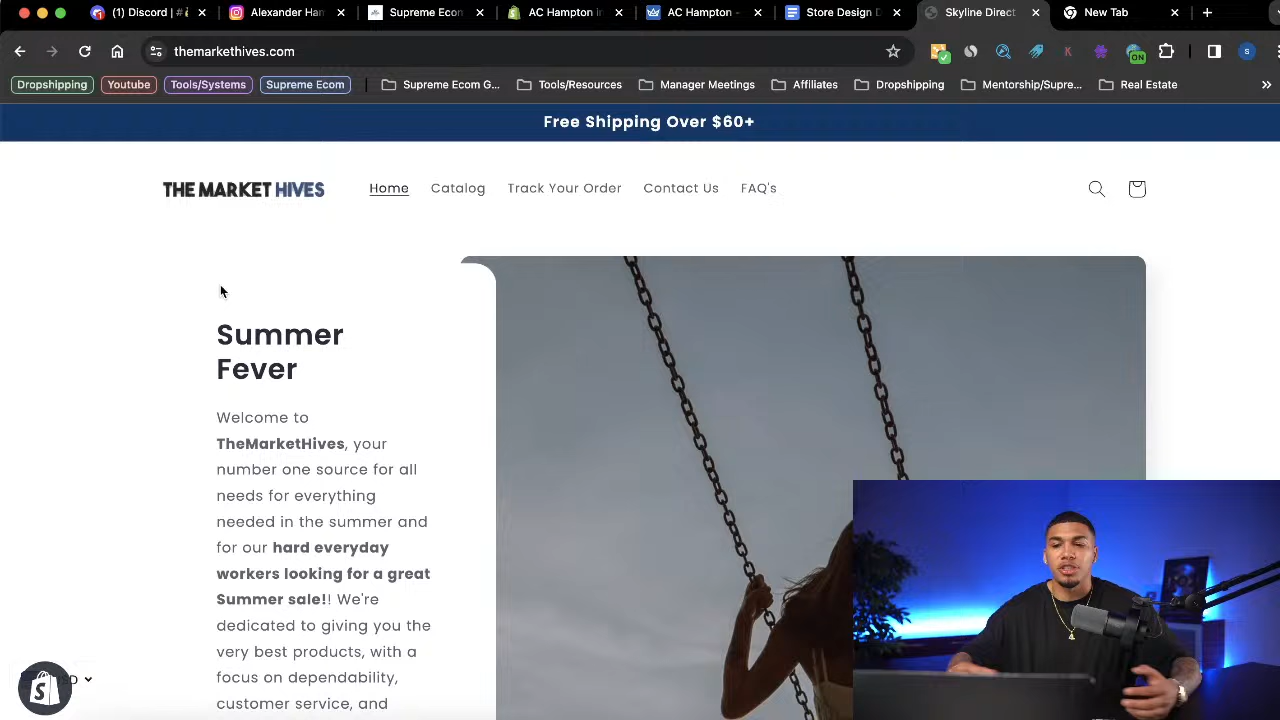 (1) Discord | #
Alexander Ham
Supreme Econ
AC Hampton i
AC Hampton -
Store Design D
Skyline Direct
New Tab
themarkethives.com
K
ON
S
Dropshipping
Youtube
Tools/Systems
Supreme Ecom
Supreme Ecom G...
Tools/Resources
Manager Meetings
Affiliates
Dropshipping
Mentorship/Supre...
Real Estate
Free Shipping Over $60+
THE MARKET HIVES
Home
Catalog
Track Your Order
Contact Us
FAQ's
Summer
Fever
Welcome to
TheMarketHives, your
number one source for all
needs for everything
needed in the summer and
for our hard everyday
workers looking for a great
Summer sale!! We're
dedicated to giving you the
very best products, with a
focus on dependability,
customer service, and